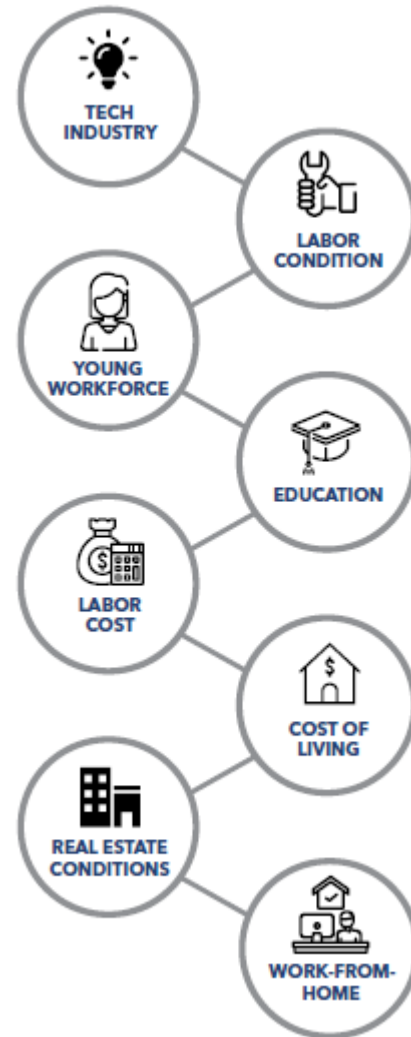 TECH
INDUSTRY
LABOR
CONDITION
YOUNG
WORKFORCE
EDUCATION
LABOR
COST
COST OF
LIVING
REAL ESTATE
CONDITIONS
WORK-FROM-
HOME